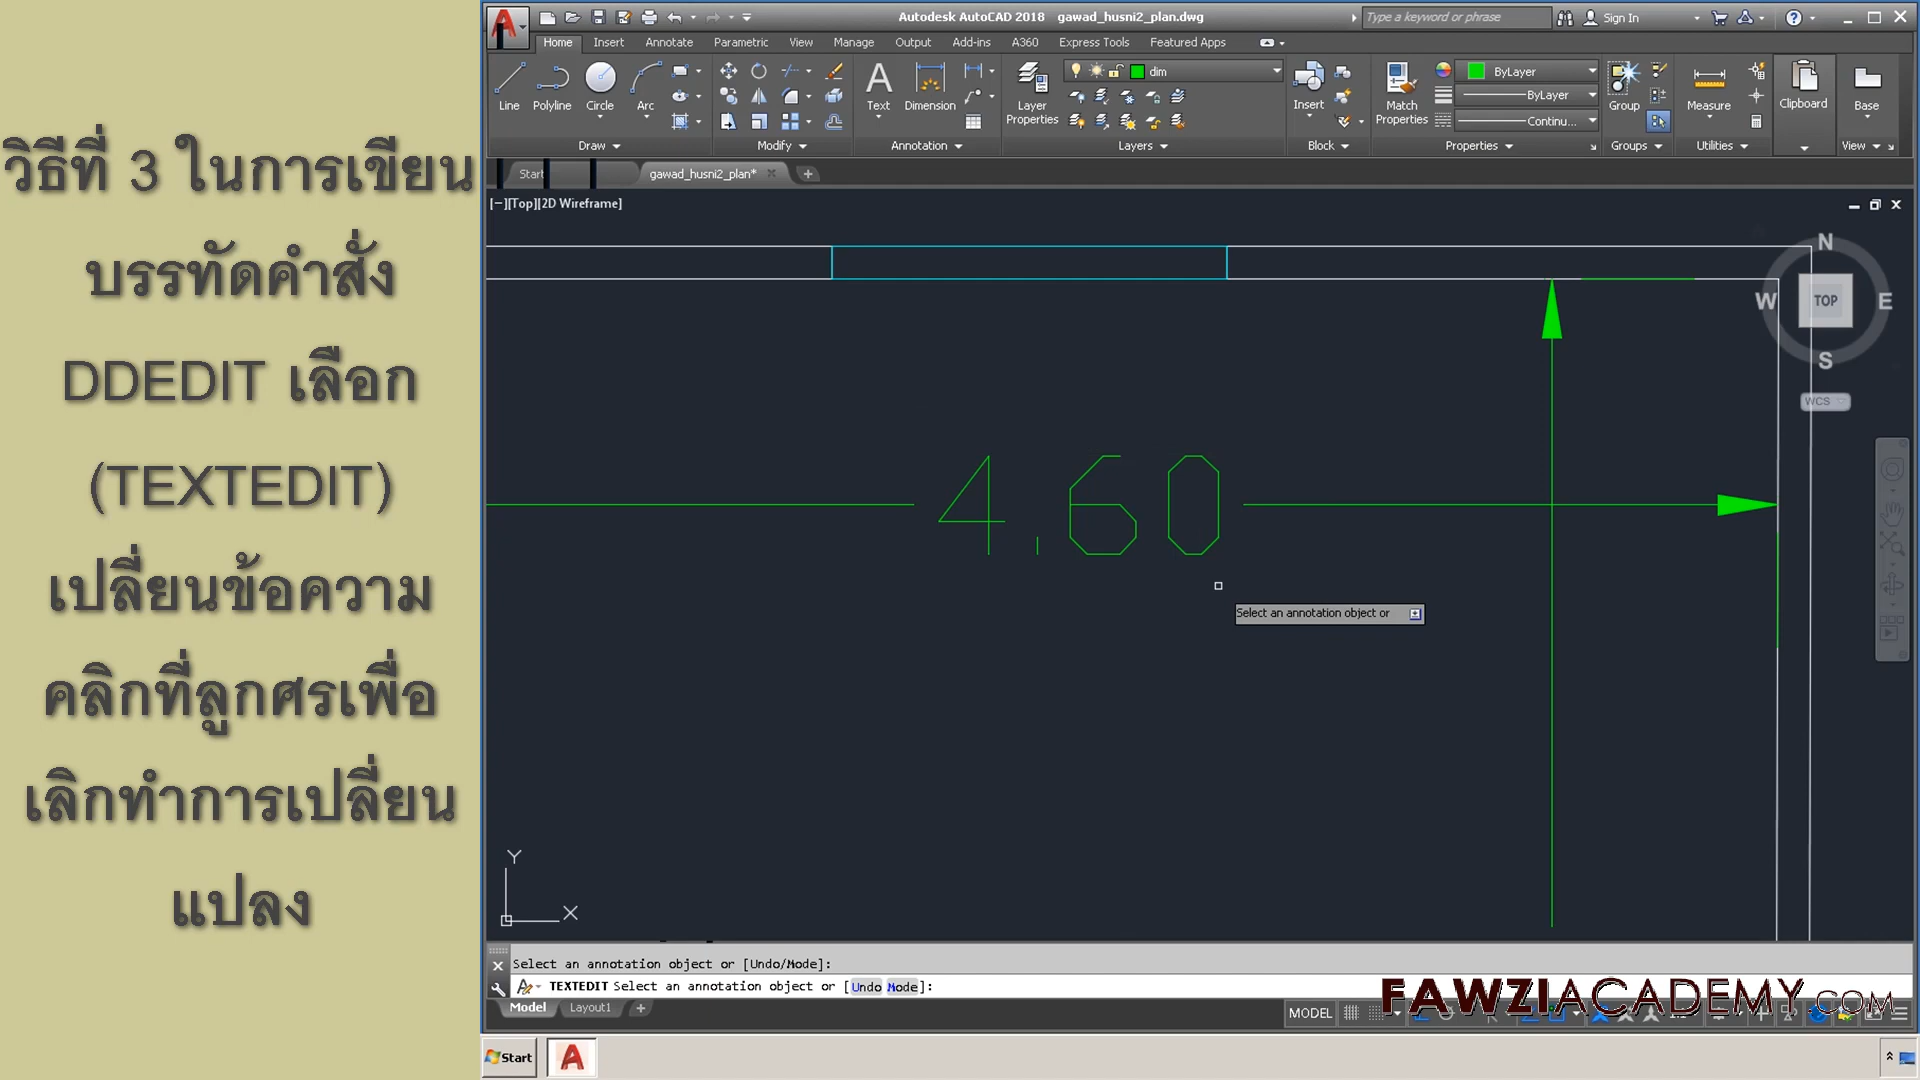 วิธีที่ 3 ในการเขียน
บรรทัดคำสั่ง
DDEDIT เลือก
(TEXTEDIT)
เปลี่ยนข้อความ
คลิกที่ลูกศรเพื่อ
เลิกทำการเปลี่ยน
แปลง
Autodesk AutoCAD 2018 gawad_husni2_plan.dwg
Type a keyword or phrase
Sign In
Home Insert Annotate Parametric View Manage Output Add-ins A360 Express Tools Featured Apps
Line Polyline Circle Arc
Text Dimension
Layer Properties
dim
Insert
Match Properties
ByLayer
ByLayer
Continu...
Group
Measure
Clipboard
Base
Draw Modify Annotation Layers Block Properties Groups Utilities View
Start gawad_husni2_plan*
[−][Top][2D Wireframe]
N
W TOP E
S
WCS
4,60
Select an annotation object or
Y
X
Select an annotation object or [Undo/Mode]:
TEXTEDIT Select an annotation object or [Undo Mode]:
Model Layout1
MODEL
FAWZIACADEMY.COM
Start